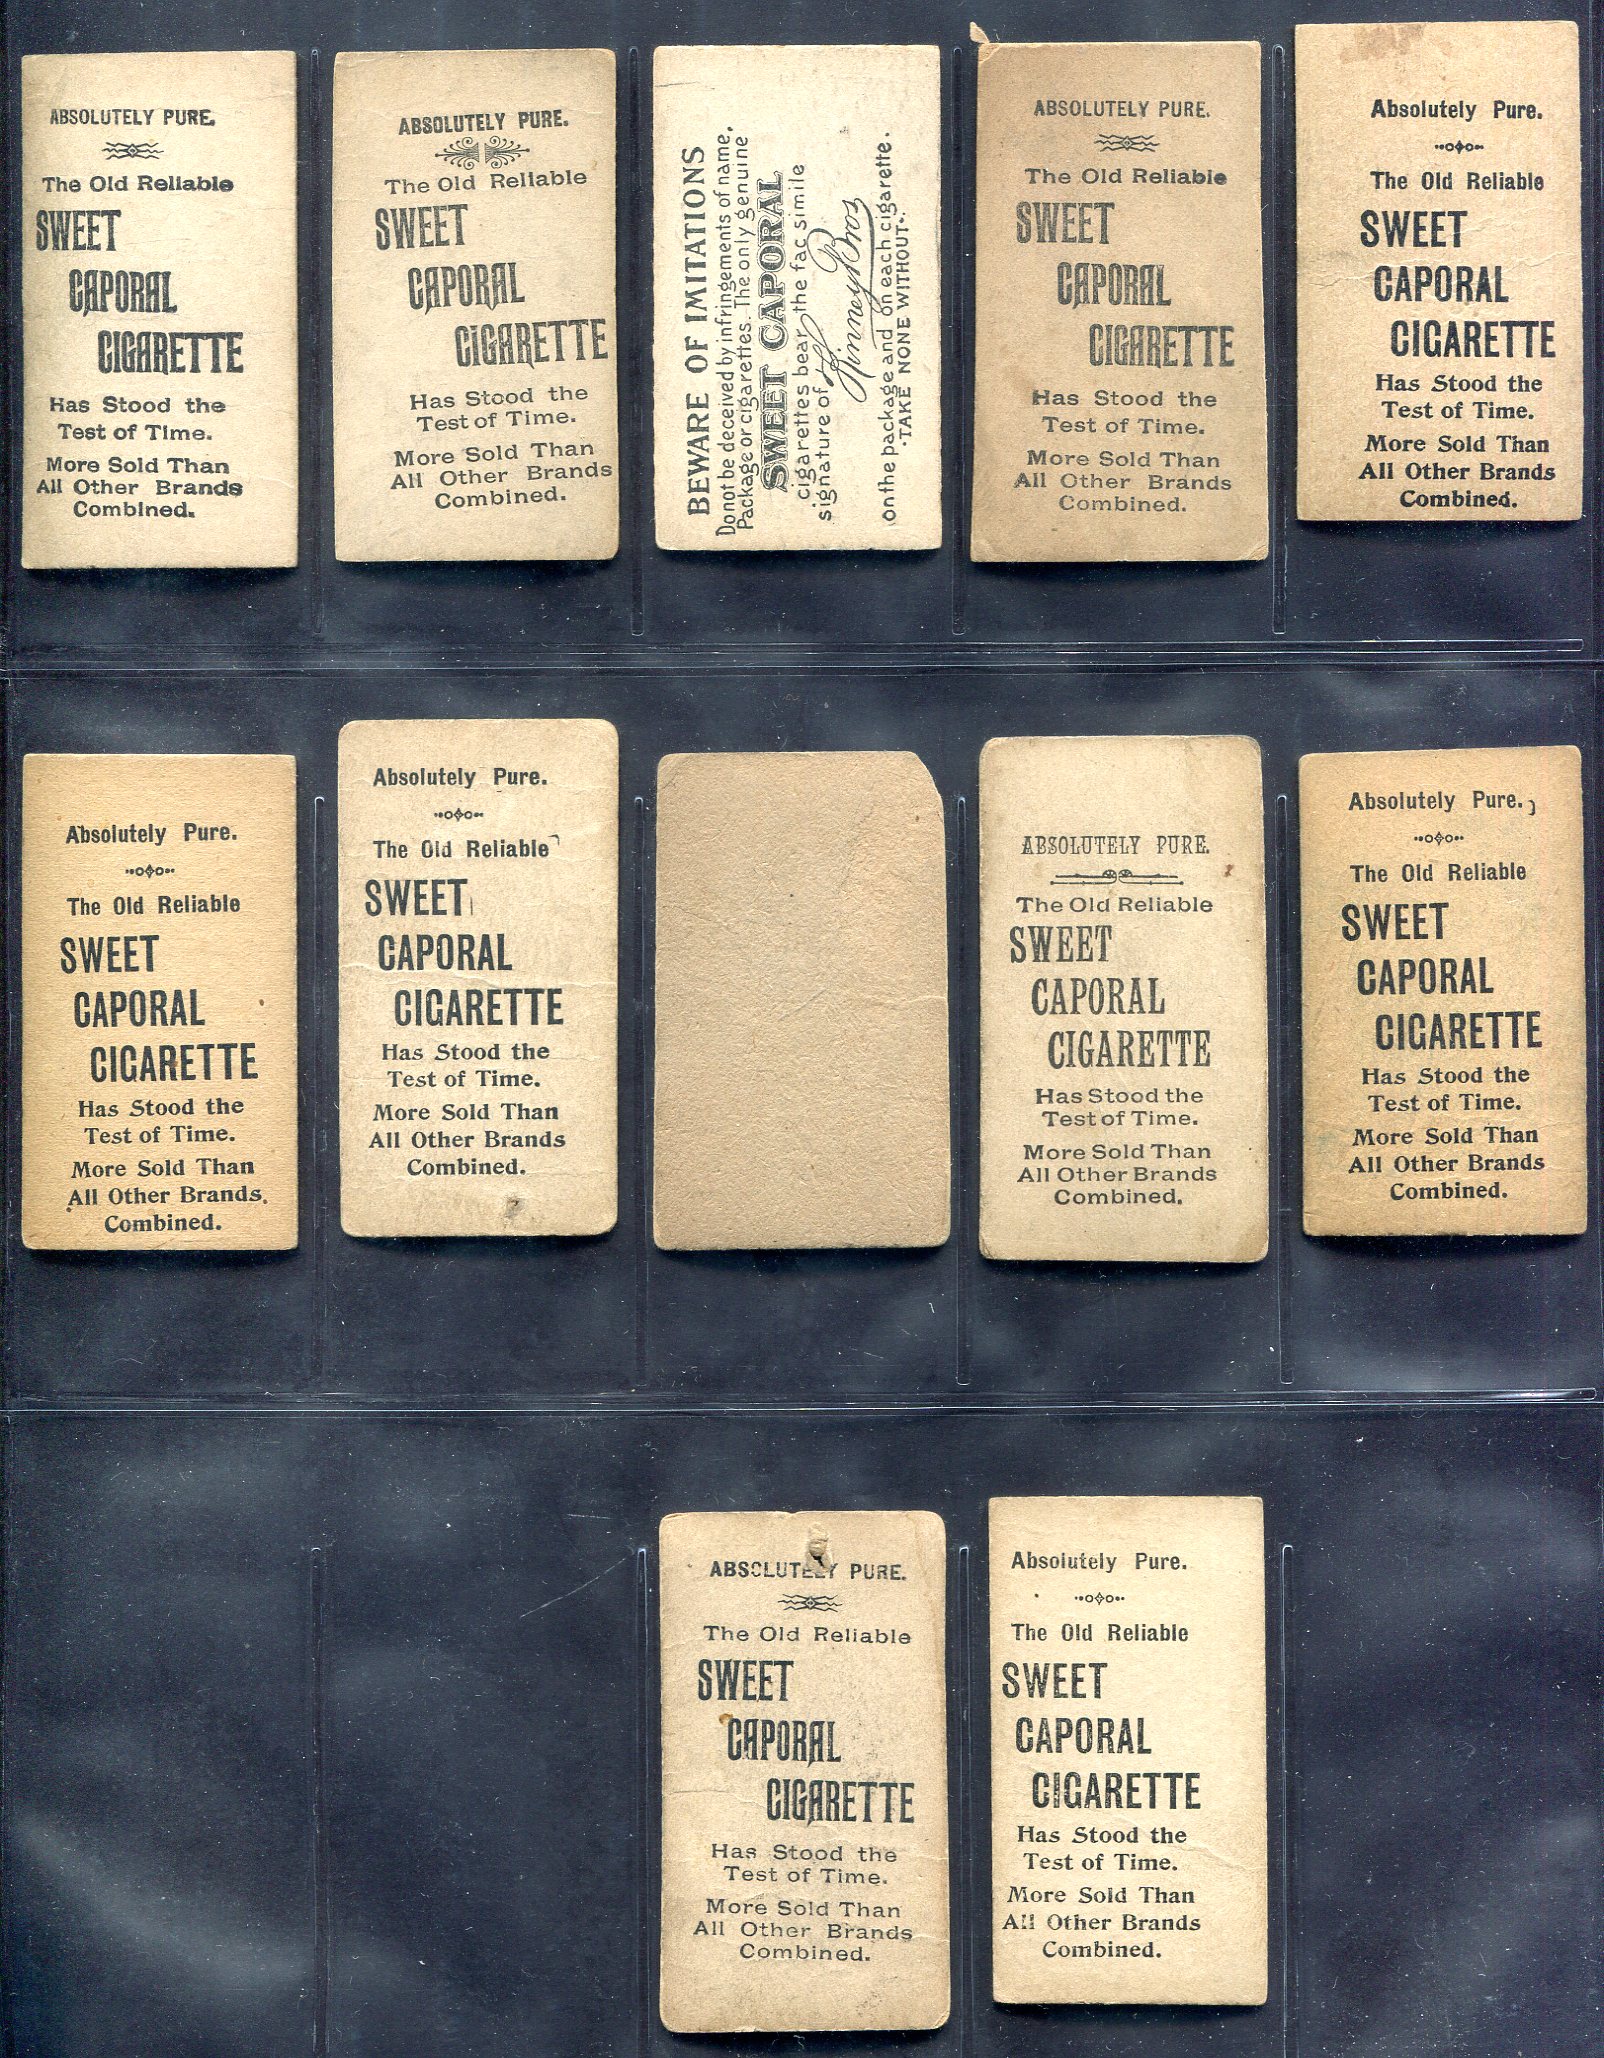 ABSOLUTELY PURE.
The Old Reliable
SWEET
CAPORAL
CIGARETTE
Has Stood the
Test of Time.
More Sold Than
All Other Brands
Combined.
ABSOLUTELY PURE.
The Old Reliable
SWEET
CAPORAL
CIGARETTE
Has Stood the
Test of Time.
More Sold Than
All Other Brands
Combined.
BEWARE OF IMITATIONS
Do not be deceived by infringements of name,
Package or cigarettes. The only genuine
SWEET CAPORAL
cigarettes bear the fac simile
signature of
Kinney Bros
On the package and on each cigarette.
·TAKE NONE WITHOUT·
ABSOLUTELY PURE.
The Old Reliable
SWEET
CAPORAL
CIGARETTE
Has Stood the
Test of Time.
More Sold Than
All Other Brands
Combined.
Absolutely Pure.
The Old Reliable
SWEET
CAPORAL
CIGARETTE
Has Stood the
Test of Time.
More Sold Than
All Other Brands
Combined.
Absolutely Pure.
The Old Reliable
SWEET
CAPORAL
CIGARETTE
Has Stood the
Test of Time.
More Sold Than
All Other Brands.
Combined.
Absolutely Pure.
The Old Reliable
SWEET
CAPORAL
CIGARETTE
Has Stood the
Test of Time.
More Sold Than
All Other Brands
Combined.
ABSOLUTELY PURE.
The Old Reliable
SWEET
CAPORAL
CIGARETTE
Has Stood the
Test of Time.
More Sold Than
All Other Brands
Combined.
Absolutely Pure.
The Old Reliable
SWEET
CAPORAL
CIGARETTE
Has Stood the
Test of Time.
More Sold Than
All Other Brands
Combined.
ABSOLUTELY PURE.
The Old Reliable
SWEET
CAPORAL
CIGARETTE
Has Stood the
Test of Time.
More Sold Than
All Other Brands
Combined.
Absolutely Pure.
The Old Reliable
SWEET
CAPORAL
CIGARETTE
Has Stood the
Test of Time.
More Sold Than
All Other Brands
Combined.